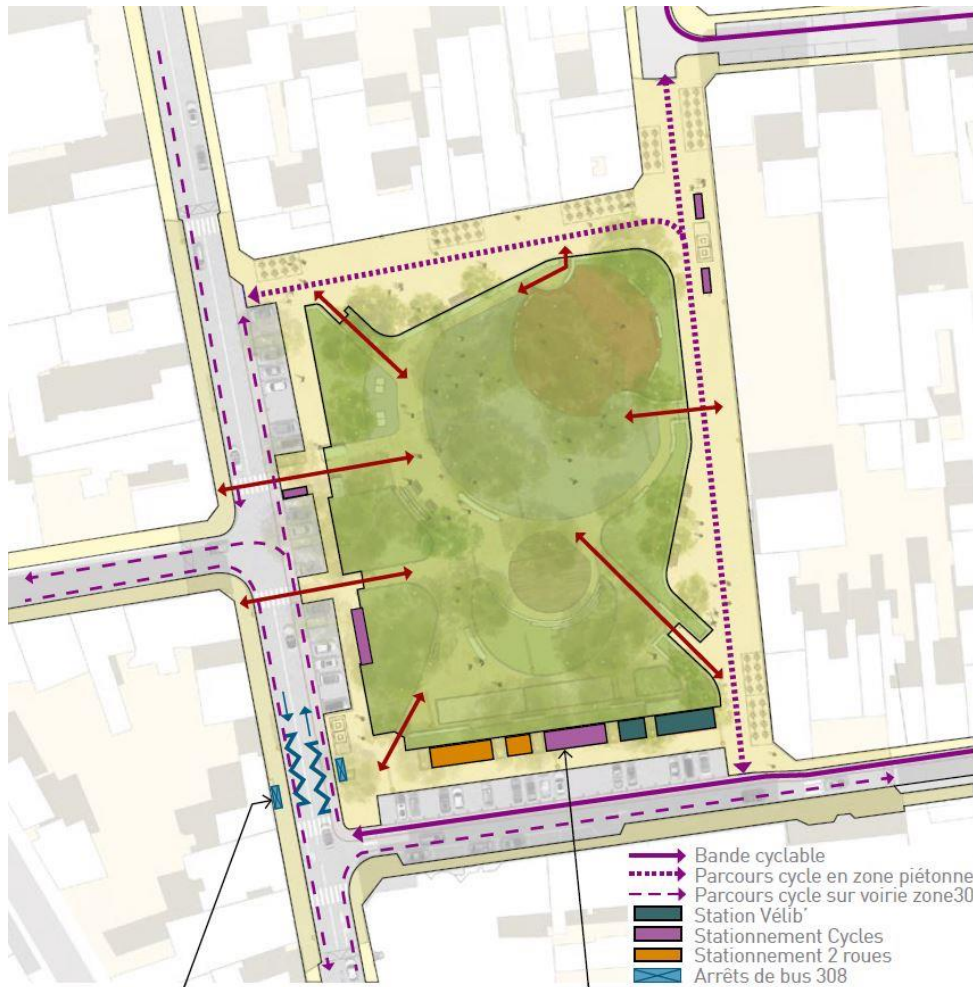 Bande cyclable
Parcours cycle en zone piétonne
Parcours cycle sur voirie zone30
Station Vélib’
Stationnement Cycles
Stationnement 2 roues
Arrêts de bus 308